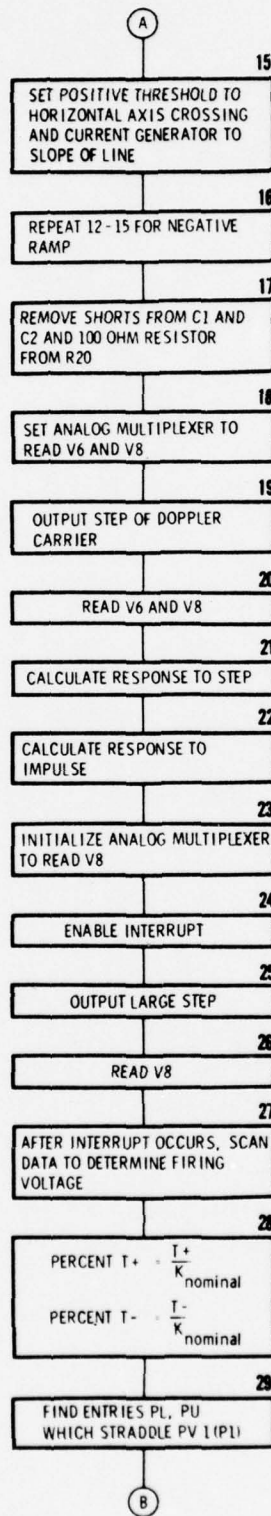 A
15
SET POSITIVE THRESHOLD TO
HORIZONTAL AXIS CROSSING
AND CURRENT GENERATOR TO
SLOPE OF LINE
16
REPEAT 12-15 FOR NEGATIVE
RAMP
17
REMOVE SHORTS FROM C1 AND
C2 AND 100 OHM RESISTOR
FROM R20
18
SET ANALOG MULTIPLEXER TO
READ V6 AND V8
19
OUTPUT STEP OF DOPPLER
CARRIER
20
READ V6 AND V8
21
CALCULATE RESPONSE TO STEP
22
CALCULATE RESPONSE TO
IMPULSE
23
INITIALIZE ANALOG MULTIPLEXER
TO READ V8
24
ENABLE INTERRUPT
25
OUTPUT LARGE STEP
26
READ V8
27
AFTER INTERRUPT OCCURS, SCAN
DATA TO DETERMINE FIRING
VOLTAGE
28
PERCENT T+ = T+ / K nominal
PERCENT T- = T- / K nominal
29
FIND ENTRIES PL, PU
WHICH STRADDLE PV 1(P1)
B